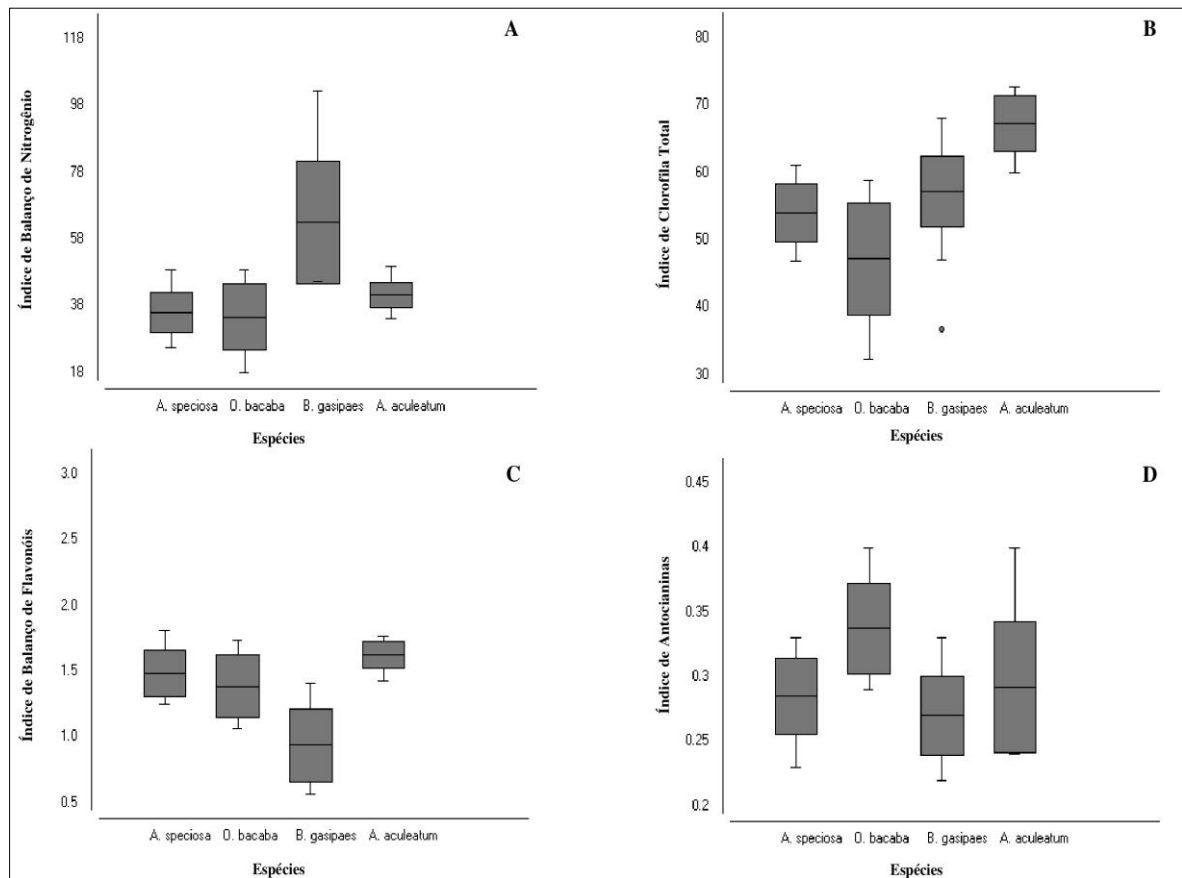 A
Índice de Balanço de Nitrogênio
118
98
78
58
38
18
A. speciosa O. bacaba B. gasipaes A. aculeatum
Espécies
B
Índice de Clorofila Total
80
70
60
50
40
30
A. speciosa O. bacaba B. gasipaes A. aculeatum
Espécies
C
Índice de Balanço de Flavonóis
3.0
2.5
2.0
1.5
1.0
0.5
A. speciosa O. bacaba B. gasipaes A. aculeatum
Espécies
D
Índice de Antocianinas
0.45
0.4
0.35
0.3
0.25
0.2
A. speciosa O. bacaba B. gasipaes A. aculeatum
Espécies